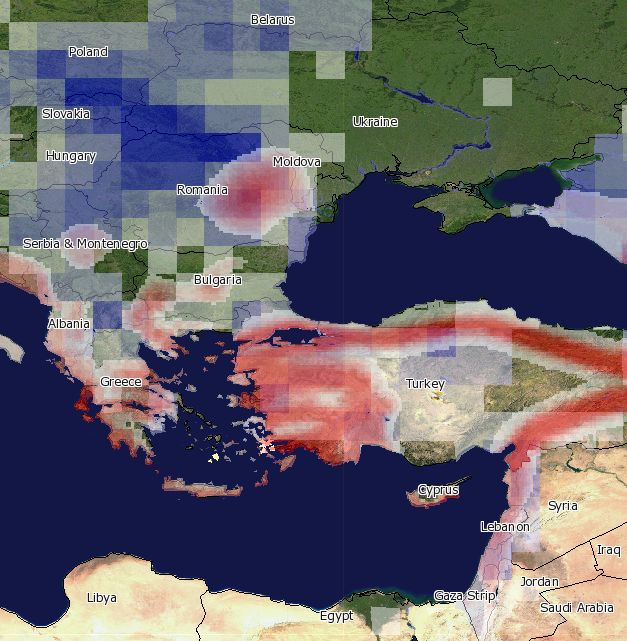 Belarus
Poland
Slovakia
Ukraine
Hungary
Moldova
Romania
Serbia & Montenegro
Bulgaria
Albania
Greece
Turkey
Cyprus
Syria
Lebanon
Iraq
Jordan
Libya
Gaza Strip
Saudi Arabia
Egypt